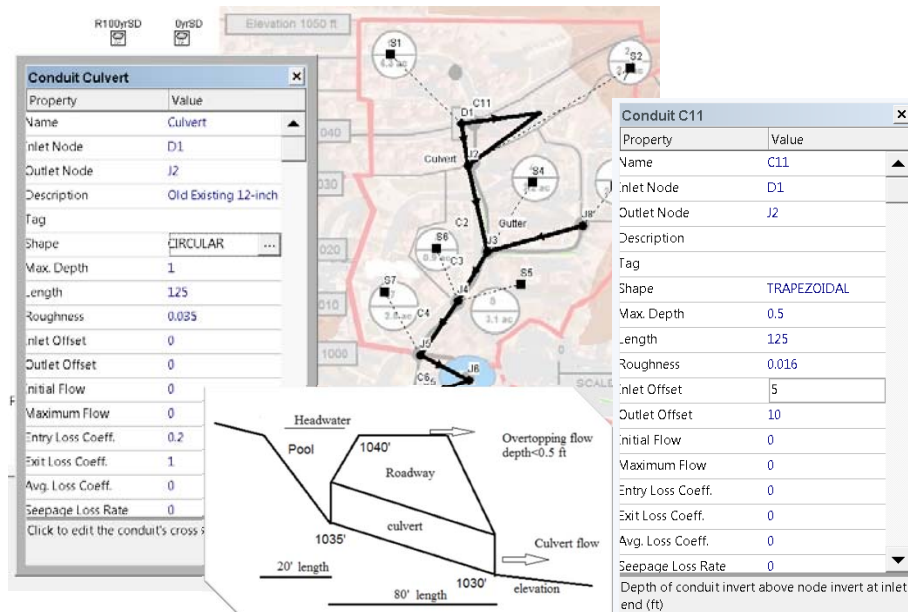 R100yrSD
0yrSD
Elevation 1050 ft
Conduit Culvert
Property Value
Name Culvert
Inlet Node D1
Outlet Node J2
Description Old Existing 12-inch
Tag
Shape CIRCULAR ...
Max. Depth 1
Length 125
Roughness 0.035
Inlet Offset 0
Outlet Offset 0
Initial Flow 0
Maximum Flow 0
Entry Loss Coeff. 0.2
Exit Loss Coeff. 1
Avg. Loss Coeff. 0
Seepage Loss Rate 0
Click to edit the conduit's cross s
S1
S2
C11
D1
040
Culvert
J2
S4
030
C2
Gutter
J8
S6
J3
020
C3
S7
S5
J4
010
3.1 ac
C4
1000
J5
J6
C6
SCALE
Headwater
Pool
1040'
Overtopping flow
depth<0.5 ft
Roadway
culvert
1035'
Culvert flow
20' length
1030'
elevation
80' length
Conduit C11
Property Value
Name C11
Inlet Node D1
Outlet Node J2
Description
Tag
Shape TRAPEZOIDAL
Max. Depth 0.5
Length 125
Roughness 0.016
Inlet Offset 5
Outlet Offset 10
Initial Flow 0
Maximum Flow 0
Entry Loss Coeff. 0
Exit Loss Coeff. 0
Avg. Loss Coeff. 0
Seepage Loss Rate 0
Depth of conduit invert above node invert at inlet
end (ft)